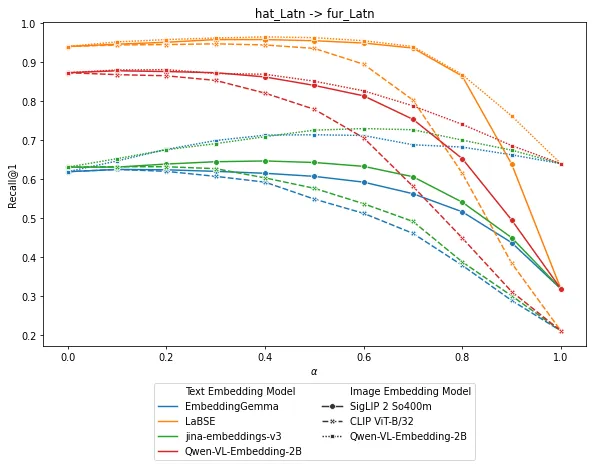 hat_Latn -> fur_Latn
1.0
0.9
0.8
0.7
0.6
0.5
0.4
0.3
0.2
Recall@1
0.0 0.2 0.4 0.6 0.8 1.0
α
Text Embedding Model Image Embedding Model
EmbeddingGemma SigLIP 2 So400m
LaBSE CLIP ViT-B/32
jina-embeddings-v3 Qwen-VL-Embedding-2B
Qwen-VL-Embedding-2B